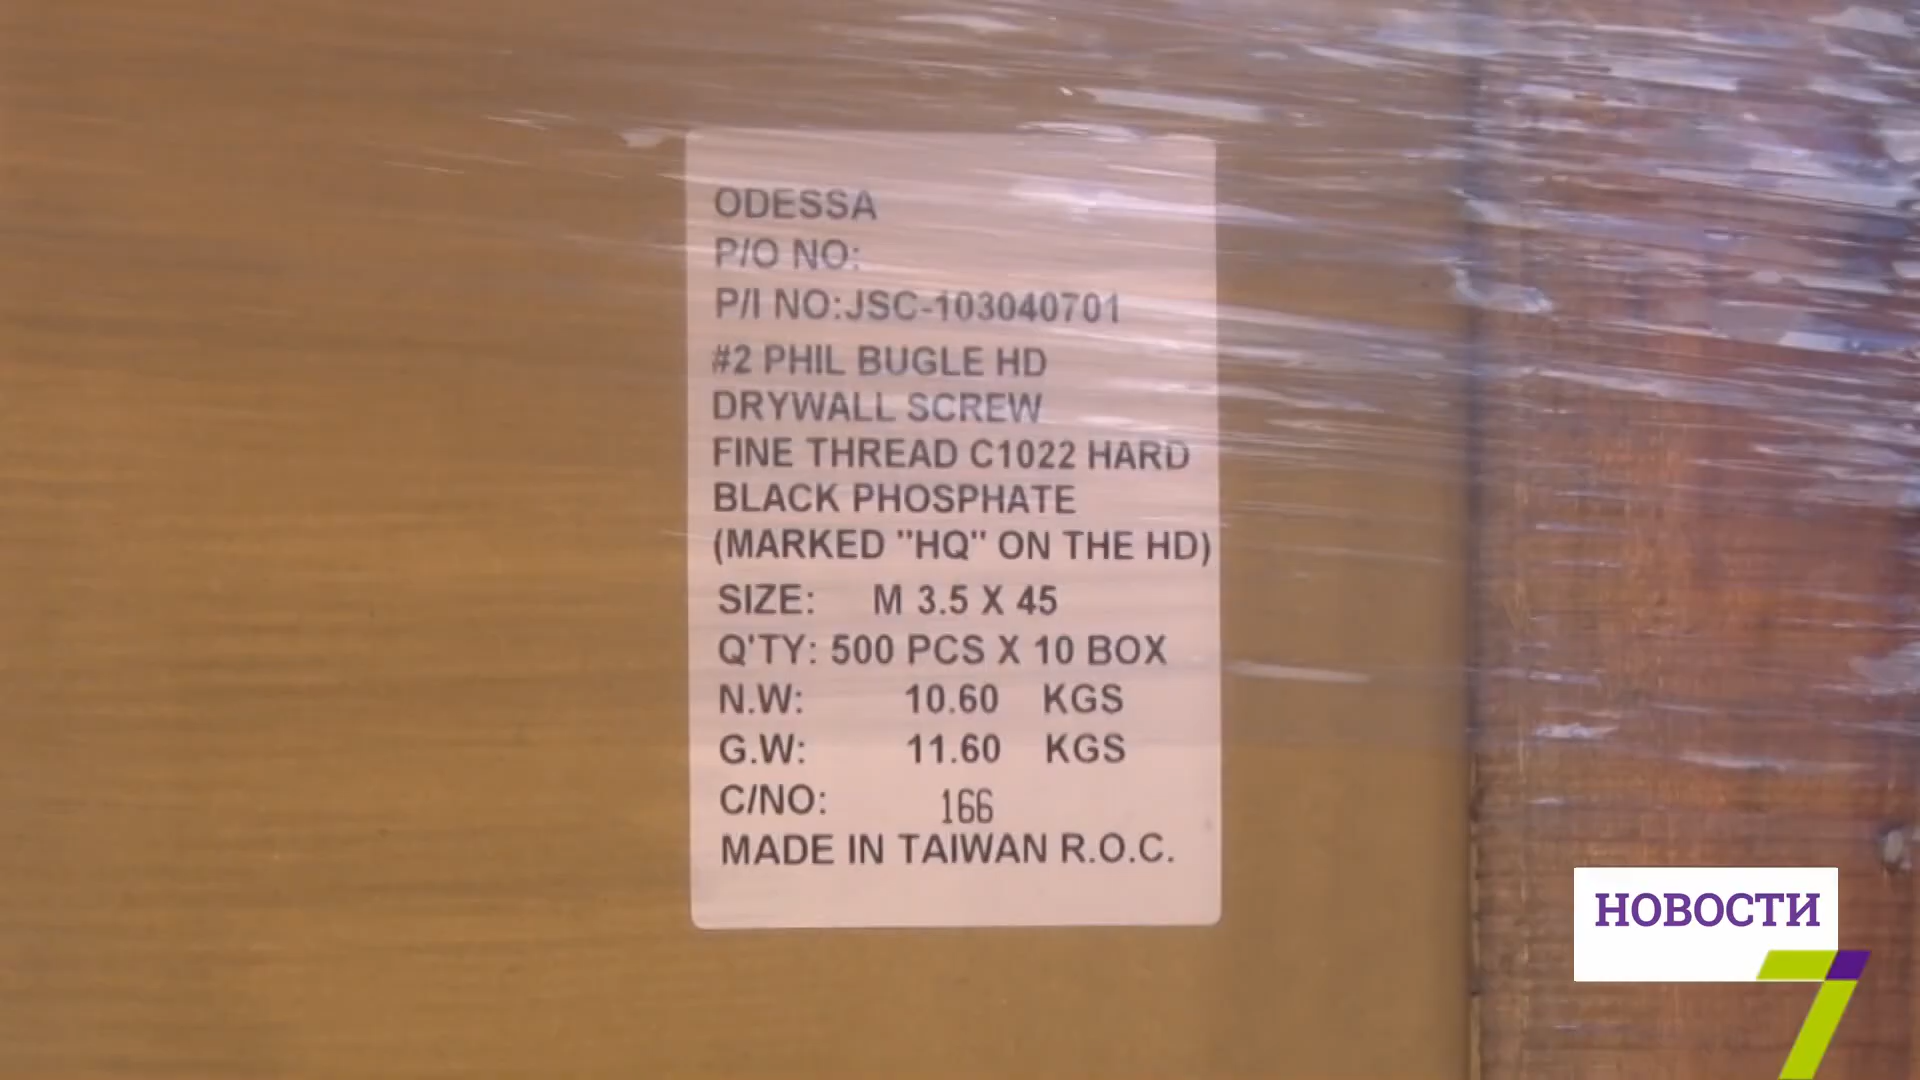 ODESSA
P/O NO:
P/I NO:JSC-103040701
#2 PHIL BUGLE HD
DRYWALL SCREW
FINE THREAD C1022 HARD
BLACK PHOSPHATE
(MARKED "HQ" ON THE HD)
SIZE: M 3.5 X 45
Q'TY: 500 PCS X 10 BOX
N.W: 10.60 KGS
G.W: 11.60 KGS
C/NO: 166
MADE IN TAIWAN R.O.C.
НОВОСТИ
7